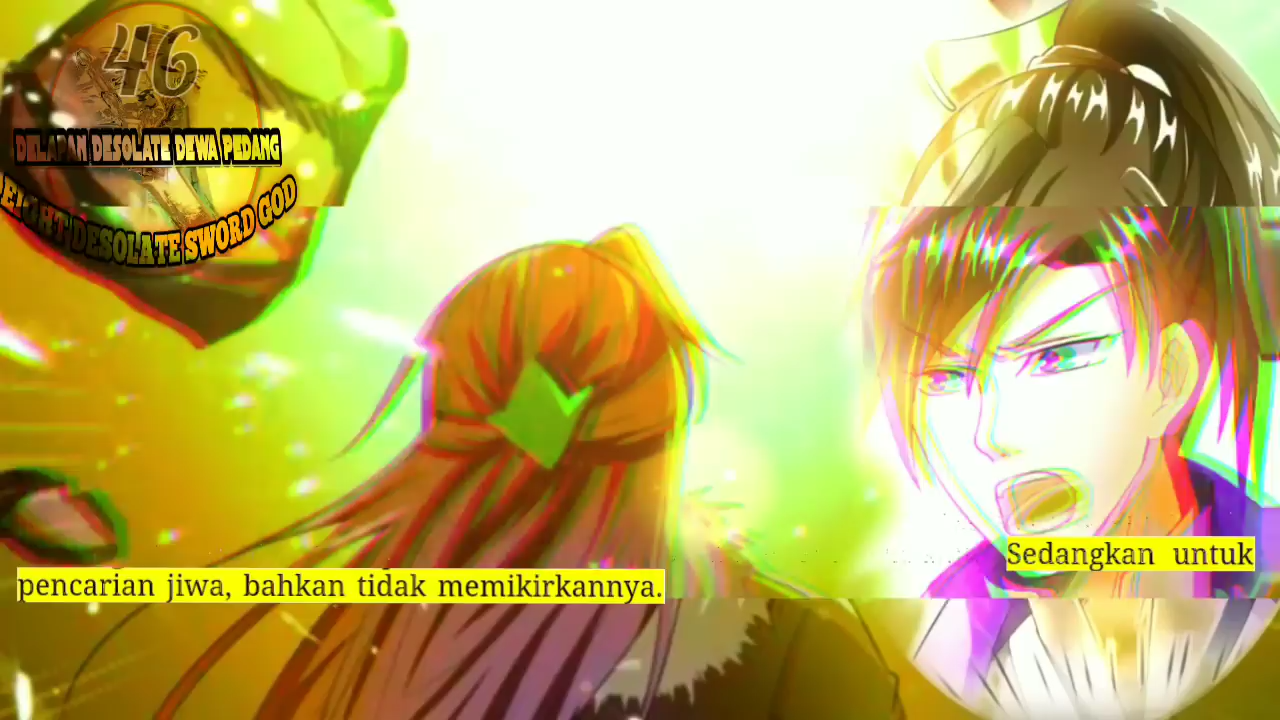 46
DELAPAN DESOLATE DEWA PEDANG
EIGHT DESOLATE SWORD GOD
Sedangkan untuk
pencarian jiwa, bahkan tidak memikirkannya.